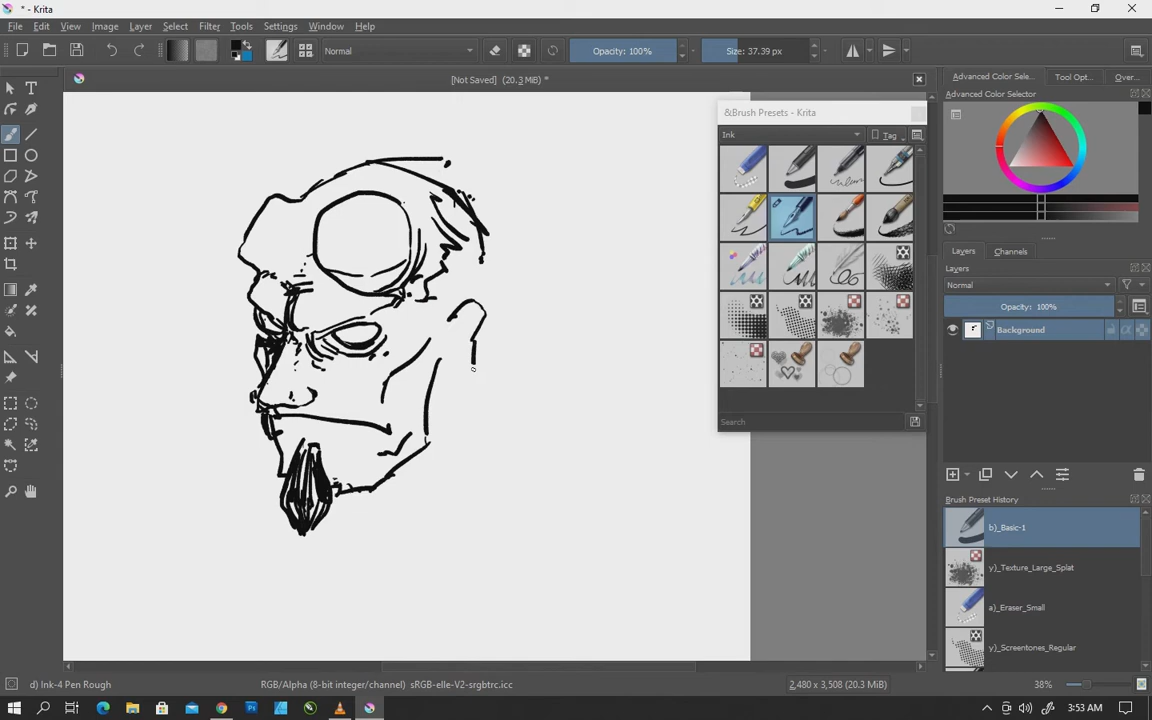 * - Krita
File Edit View Image Layer Select Filter Tools Settings Window Help
Normal Opacity: 100% Size: 37.39 px
[Not Saved] (20.3 MiB) *
Advanced Color Sele... Tool Opt... Over...
Advanced Color Selector
&Brush Presets - Krita
Ink Tag
Search
Layers Channels
Layers
Normal
Opacity: 100%
Background
Brush Preset History
b)_Basic-1
y)_Texture_Large_Splat
a)_Eraser_Small
y)_Screentones_Regular
d) Ink-4 Pen Rough RGB/Alpha (8-bit integer/channel) sRGB-elle-V2-srgbtrc.icc 2,480 x 3,508 (20.3 MiB) 38%
3:53 AM